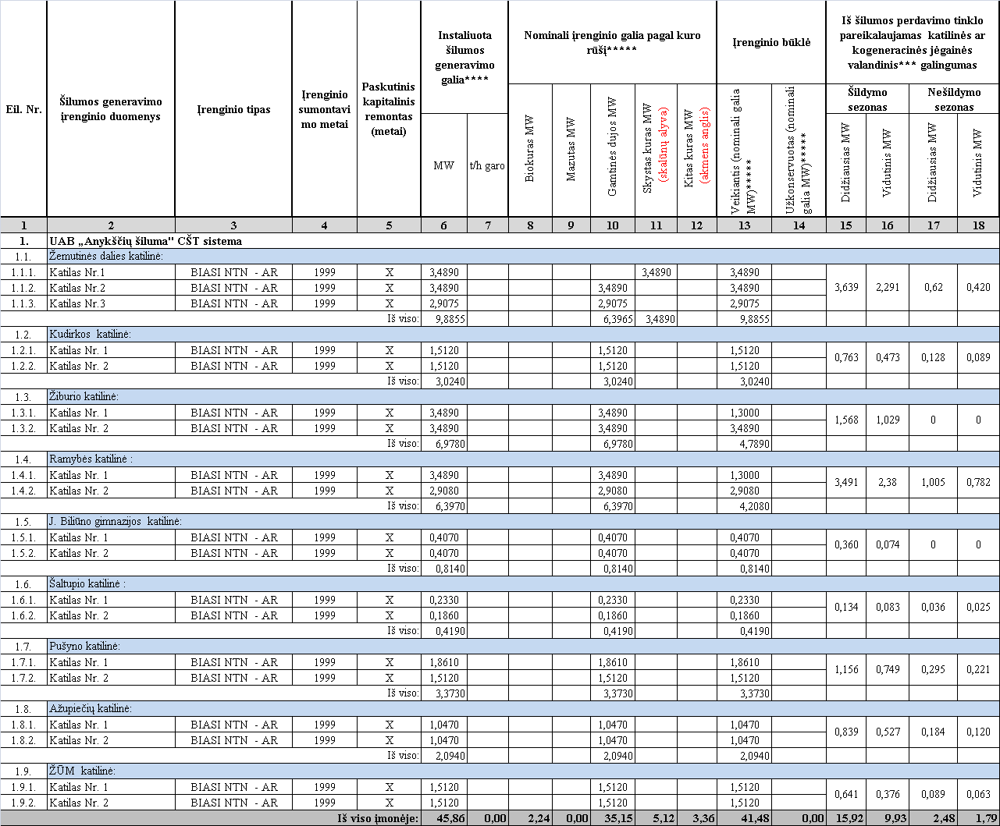 Eil. Nr.
Šilumos generavimo įrenginio duomenys
Įrenginio tipas
Įrenginio sumontavi mo metai
Paskutinis kapitalinis remontas (metai)
Instaliuota šilumos generavimo galia****
MW
t/h garo
Nominali įrenginio galia pagal kuro rūšį*****
Biokuras MW
Mazutas MW
Gamtinės dujos MW
Skystas kuras MW (skalūnų alyva)
Kitas kuras MW (akmens anglis)
Įrenginio būklė
Veikiantis (nominali galia MW)*****
Užkonservuotas (nominali galia MW)*****
Iš šilumos perdavimo tinklo pareikalaujamas katilinės ar kogeneracinės jėgainės valandinis*** galingumas
Šildymo sezonas
Nešildymo sezonas
Didžiausias MW
Vidutinis MW
Didžiausias MW
Vidutinis MW
1 2 3 4 5 6 7 8 9 10 11 12 13 14 15 16 17 18
1. UAB „Anykščių šiluma" CŠT sistema
1.1. Žemutinės dalies katilinė:
1.1.1. Katilas Nr.1 BIASI NTN - AR 1999 X 3,4890 3,4890 3,4890
1.1.2. Katilas Nr.2 BIASI NTN - AR 1999 X 3,4890 3,4890 3,4890 3,639 2,291 0,62 0,420
1.1.3. Katilas Nr.3 BIASI NTN - AR 1999 X 2,9075 2,9075 2,9075
Iš viso: 9,8855 6,3965 3,4890 9,8855
1.2. Kudirkos katilinė:
1.2.1. Katilas Nr. 1 BIASI NTN - AR 1999 X 1,5120 1,5120 1,5120 0,763 0,473 0,128 0,089
1.2.2. Katilas Nr. 2 BIASI NTN - AR 1999 X 1,5120 1,5120 1,5120
Iš viso: 3,0240 3,0240 3,0240
1.3. Žiburio katilinė:
1.3.1. Katilas Nr. 1 BIASI NTN - AR 1999 X 3,4890 3,4890 1,3000 1,568 1,029 0 0
1.3.2. Katilas Nr. 2 BIASI NTN - AR 1999 X 3,4890 3,4890 3,4890
Iš viso: 6,9780 6,9780 4,7890
1.4. Ramybės katilinė :
1.4.1. Katilas Nr. 1 BIASI NTN - AR 1999 X 3,4890 3,4890 1,3000 3,491 2,38 1,005 0,782
1.4.2. Katilas Nr. 2 BIASI NTN - AR 1999 X 2,9080 2,9080 2,9080
Iš viso: 6,3970 6,3970 4,2080
1.5. J. Biliūno gimnazijos katilinė:
1.5.1. Katilas Nr. 1 BIASI NTN - AR 1999 X 0,4070 0,4070 0,4070 0,360 0,074 0 0
1.5.2. Katilas Nr. 2 BIASI NTN - AR 1999 X 0,4070 0,4070 0,4070
Iš viso: 0,8140 0,8140 0,8140
1.6. Šaltupio katilinė :
1.6.1. Katilas Nr. 1 BIASI NTN - AR 1999 X 0,2330 0,2330 0,2330 0,134 0,083 0,036 0,025
1.6.2. Katilas Nr. 2 BIASI NTN - AR 1999 X 0,1860 0,1860 0,1860
Iš viso: 0,4190 0,4190 0,4190
1.7. Pušyno katilinė:
1.7.1. Katilas Nr. 1 BIASI NTN - AR 1999 X 1,8610 1,8610 1,8610 1,156 0,749 0,295 0,221
1.7.2. Katilas Nr. 2 BIASI NTN - AR 1999 X 1,5120 1,5120 1,5120
Iš viso: 3,3730 3,3730 3,3730
1.8. Ažupiečių katilinė:
1.8.1. Katilas Nr. 1 BIASI NTN - AR 1999 X 1,0470 1,0470 1,0470 0,839 0,527 0,184 0,120
1.8.2. Katilas Nr. 2 BIASI NTN - AR 1999 X 1,0470 1,0470 1,0470
Iš viso: 2,0940 2,0940 2,0940
1.9. ŽŪM katilinė:
1.9.1. Katilas Nr. 1 BIASI NTN - AR 1999 X 1,5120 1,5120 1,5120 0,641 0,376 0,089 0,063
1.9.2. Katilas Nr. 2 BIASI NTN - AR 1999 X 1,5120 1,5120 1,5120
Iš viso įmonėje: 45,86 0,00 2,24 0,00 35,15 5,12 3,36 41,48 0,00 15,92 9,93 2,48 1,79